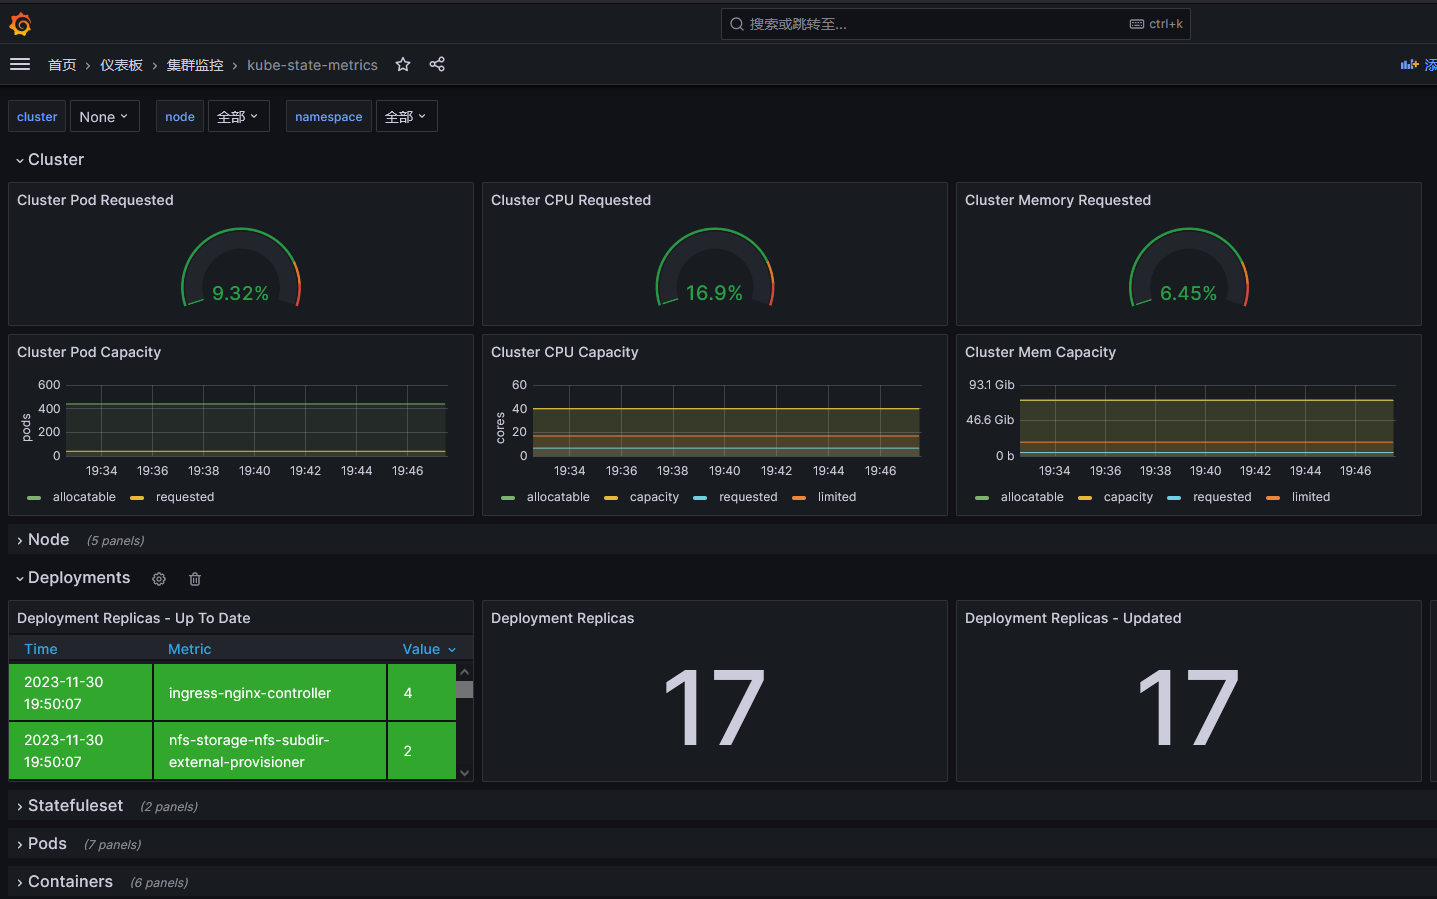 搜索或跳转至...
ctrl+k
首页 › 仪表板 › 集群监控 › kube-state-metrics
添
cluster None node 全部 namespace 全部
Cluster
Cluster Pod Requested
9.32%
Cluster CPU Requested
16.9%
Cluster Memory Requested
6.45%
Cluster Pod Capacity
600
400
200
0
pods
19:34 19:36 19:38 19:40 19:42 19:44 19:46
allocatable requested
Cluster CPU Capacity
60
40
20
0
cores
19:34 19:36 19:38 19:40 19:42 19:44 19:46
allocatable capacity requested limited
Cluster Mem Capacity
93.1 Gib
46.6 Gib
0 b
19:34 19:36 19:38 19:40 19:42 19:44 19:46
allocatable capacity requested limited
Node (5 panels)
Deployments
Deployment Replicas - Up To Date
Time Metric Value
2023-11-30
19:50:07
ingress-nginx-controller
4
2023-11-30
19:50:07
nfs-storage-nfs-subdir-
external-provisioner
2
Deployment Replicas
17
Deployment Replicas - Updated
17
Statefuleset (2 panels)
Pods (7 panels)
Containers (6 panels)